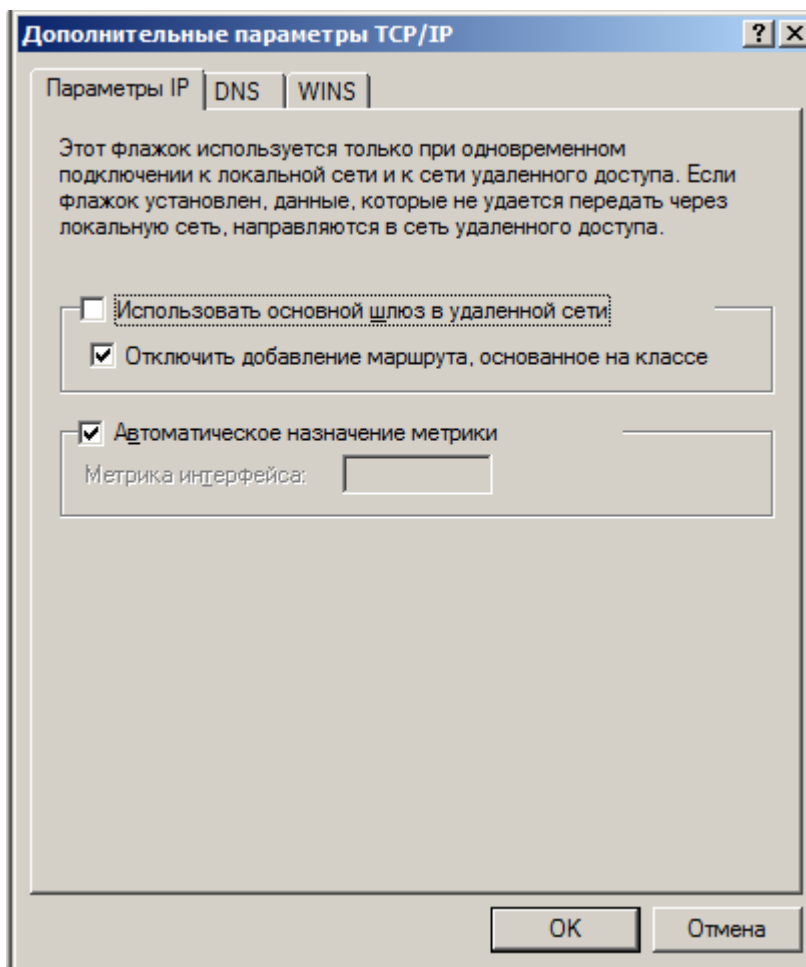 Дополнительные параметры TCP/IP
Параметры IP
DNS
WINS
Этот флажок используется только при одновременном
подключении к локальной сети и к сети удаленного доступа. Если
флажок установлен, данные, которые не удается передать через
локальную сеть, направляются в сеть удаленного доступа.
Использовать основной шлюз в удаленной сети
Отключить добавление маршрута, основанное на классе
Автоматическое назначение метрики
Метрика интерфейса:
OK
Отмена